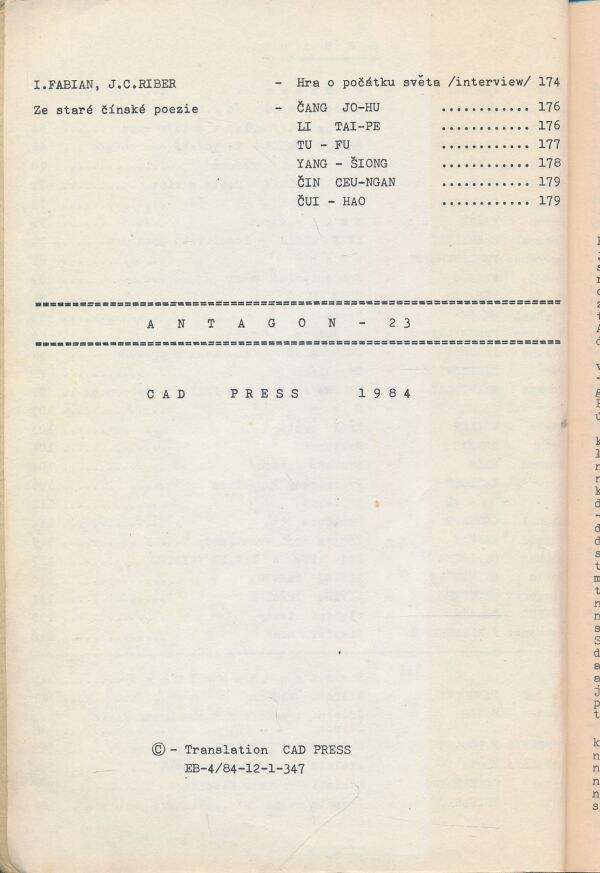 I.FABIAN, J.C.RIBER - Hra o počátku světa /interview/ 174
Ze staré čínské poezie - ČANG JO-HU ............ 176
LI TAI-PE ............ 176
TU - FU ............ 177
YANG - ŠIONG ............ 178
ČIN CEU-NGAN ............ 179
ČUI - HAO ............ 179
A N T A G O N - 23
CAD PRESS 1984
© - Translation CAD PRESS
EB-4/84-12-1-347